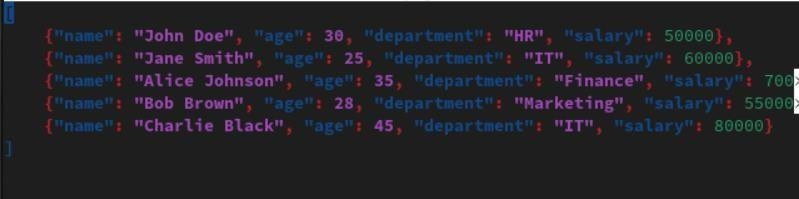 [
{"name": "John Doe", "age": 30, "department": "HR", "salary": 50000},
{"name": "Jane Smith", "age": 25, "department": "IT", "salary": 60000},
{"name": "Alice Johnson", "age": 35, "department": "Finance", "salary": 700>
{"name": "Bob Brown", "age": 28, "department": "Marketing", "salary": 55000>
{"name": "Charlie Black", "age": 45, "department": "IT", "salary": 80000}
]